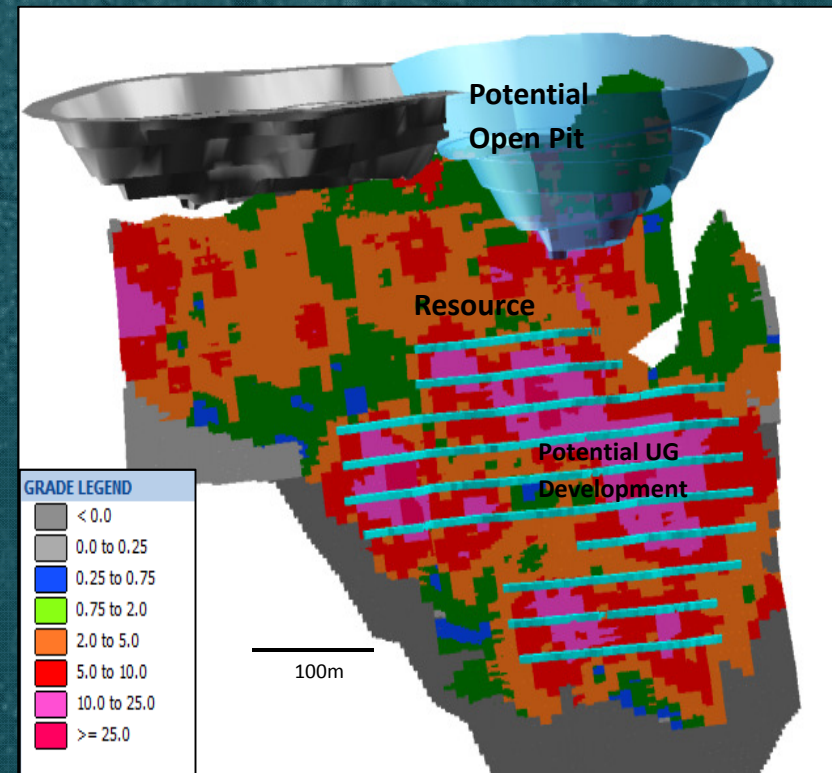 Potential
Open Pit
Resource
Potential UG
Development
GRADE LEGEND
< 0.0
0.0 to 0.25
0.25 to 0.75
0.75 to 2.0
2.0 to 5.0
5.0 to 10.0
10.0 to 25.0
>= 25.0
100m